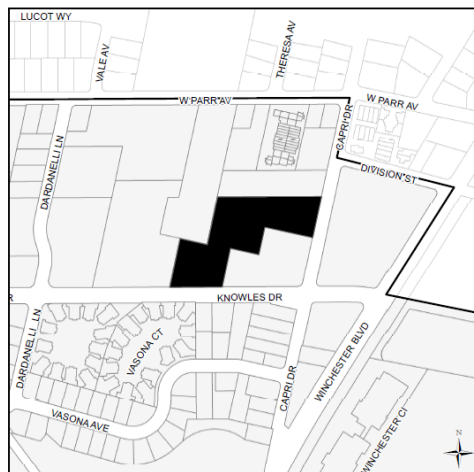 LUCOT WY
VALE AV
THERESA AV
W PARR AV
W PARR AV
CAPRI DR
DIVISION ST
DARDANELLI LN
R
KNOWLES DR
DARDANELLI LN
VASONA CT
CAPRI DR
WINCHESTER BLVD
VASONA AVE
WINCHESTER CI
N